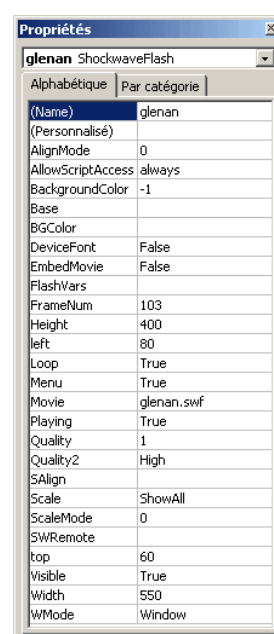 Propriétés
glenan ShockwaveFlash
Alphabétique Par catégorie
(Name) glenan
(Personnalisé)
AlignMode 0
AllowScriptAccess always
BackgroundColor -1
Base
BGColor
DeviceFont False
EmbedMovie False
FlashVars
FrameNum 103
Height 400
left 80
Loop True
Menu True
Movie glenan.swf
Playing True
Quality 1
Quality2 High
SAlign
Scale ShowAll
ScaleMode 0
SWRemote
top 60
Visible True
Width 550
WMode Window